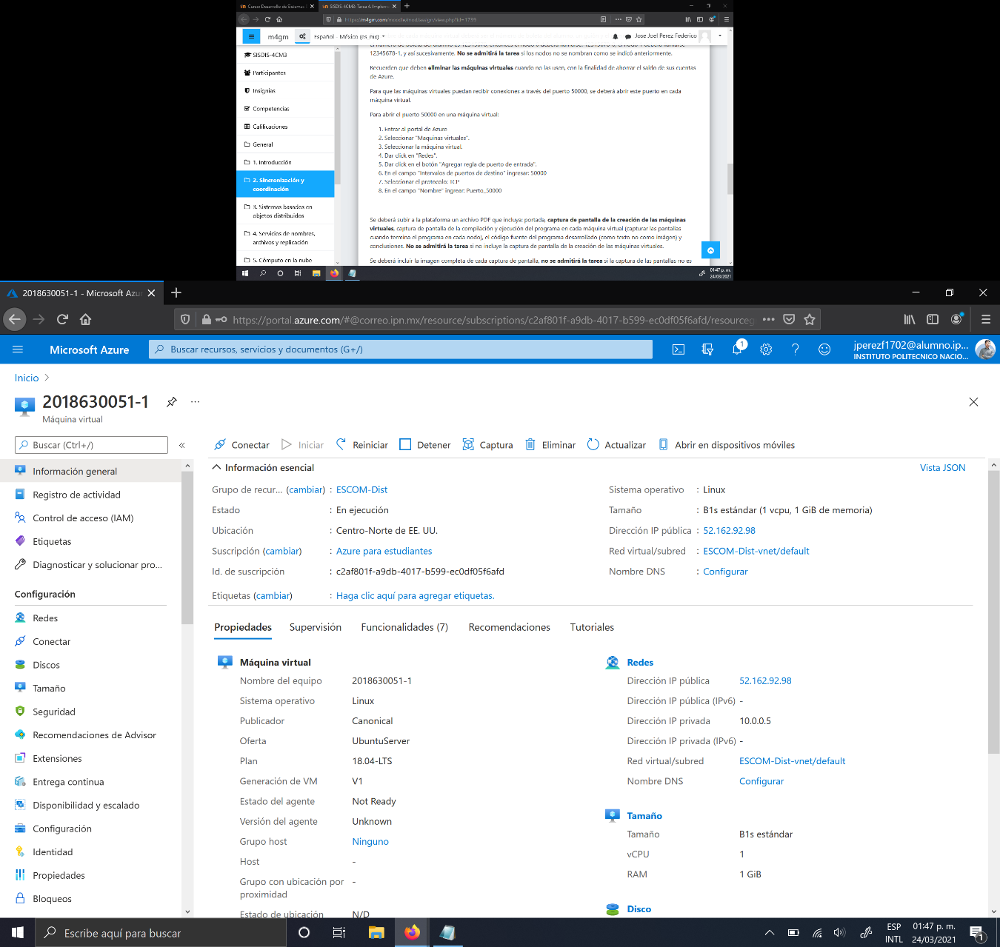 Curso: Desarrollo de Sistemas
SISDIS-4CM3: Tarea 4. Implem
https://m4gm.com/moodle/mod/assign/view.php?id=1739
m4gm
Español - México (es_mx)
Jose Joel Perez Federico
SISDIS-4CM3
Participantes
Insignias
Competencias
Calificaciones
General
1. Introducción
2. Sincronización y
coordinación
3. Sistemas basados en
objetos distribuidos
4. Servicios de nombres,
archivos y replicación
5. Cómputo en la nube
12345678-1, y así sucesivamente. No se admitirá la tarea si los nodos no se nombran como se indicó anteriormente.
Recuerden que deben eliminar las máquinas virtuales cuando no las usen, con la finalidad de ahorrar el saldo de sus cuentas
de Azure.
Para que las máquinas virtuales puedan recibir conexiones a través del puerto 50000, se deberá abrir este puerto en cada
máquina virtual.
Para abrir el puerto 50000 en una máquina virtual:
1. Entrar al portal de Azure
2. Seleccionar "Maquinas virtuales".
3. Seleccionar la máquina virtual.
4. Dar click en "Redes".
5. Dar click en el botón "Agregar regla de puerto de entrada".
6. En el campo "Intervalos de puertos de destino" ingresar: 50000
7. Seleccionar el protocolo: TCP
8. En el campo "Nombre" ingrear: Puerto_50000
Se deberá subir a la plataforma un archivo PDF que incluya: portada, captura de pantalla de la creación de las máquinas
virtuales, captura de pantalla de la compilación y ejecución del programa en cada máquina virtual (capturar las pantallas
cuando termina el programa en cada nodo), el código fuente del programa desarrollado (como texto no como imágen) y
conclusiones. No se admitirá la tarea si no incluye la captura de pantalla de la creación de las máquinas virtuales.
Se deberá incluir la imagen completa de cada captura de pantalla, no se admitirá la tarea si la captura de las pantallas no es
01:47 p. m.
24/03/2021
2018630051-1 - Microsoft Azur
https://portal.azure.com/#@correo.ipn.mx/resource/subscriptions/c2af801f-a9db-4017-b599-ec0df05f6afd/resourceg
Microsoft Azure
Buscar recursos, servicios y documentos (G+/)
1
jperezf1702@alumno.ip...
INSTITUTO POLITECNICO NACIO...
Inicio >
2018630051-1
Máquina virtual
Buscar (Ctrl+/)
Conectar Iniciar Reiniciar Detener Captura Eliminar Actualizar Abrir en dispositivos móviles
Información general
Registro de actividad
Control de acceso (IAM)
Etiquetas
Diagnosticar y solucionar pro...
Configuración
Redes
Conectar
Discos
Tamaño
Seguridad
Recomendaciones de Advisor
Extensiones
Entrega continua
Disponibilidad y escalado
Configuración
Identidad
Propiedades
Bloqueos
Información esencial
Vista JSON
Grupo de recur... (cambiar) : ESCOM-Dist
Estado : En ejecución
Ubicación : Centro-Norte de EE. UU.
Suscripción (cambiar) : Azure para estudiantes
Id. de suscripción : c2af801f-a9db-4017-b599-ec0df05f6afd
Etiquetas (cambiar) : Haga clic aquí para agregar etiquetas.
Sistema operativo : Linux
Tamaño : B1s estándar (1 vcpu, 1 GiB de memoria)
Dirección IP pública : 52.162.92.98
Red virtual/subred : ESCOM-Dist-vnet/default
Nombre DNS : Configurar
Propiedades Supervisión Funcionalidades (7) Recomendaciones Tutoriales
Máquina virtual
Nombre del equipo 2018630051-1
Sistema operativo Linux
Publicador Canonical
Oferta UbuntuServer
Plan 18.04-LTS
Generación de VM V1
Estado del agente Not Ready
Versión del agente Unknown
Grupo host Ninguno
Host -
Grupo con ubicación por -
proximidad
Estado de ubicación N/D
Redes
Dirección IP pública 52.162.92.98
Dirección IP pública (IPv6) -
Dirección IP privada 10.0.0.5
Dirección IP privada (IPv6) -
Red virtual/subred ESCOM-Dist-vnet/default
Nombre DNS Configurar
Tamaño
Tamaño B1s estándar
vCPU 1
RAM 1 GiB
Disco
Escribe aquí para buscar
ESP
INTL
01:47 p. m.
24/03/2021
1